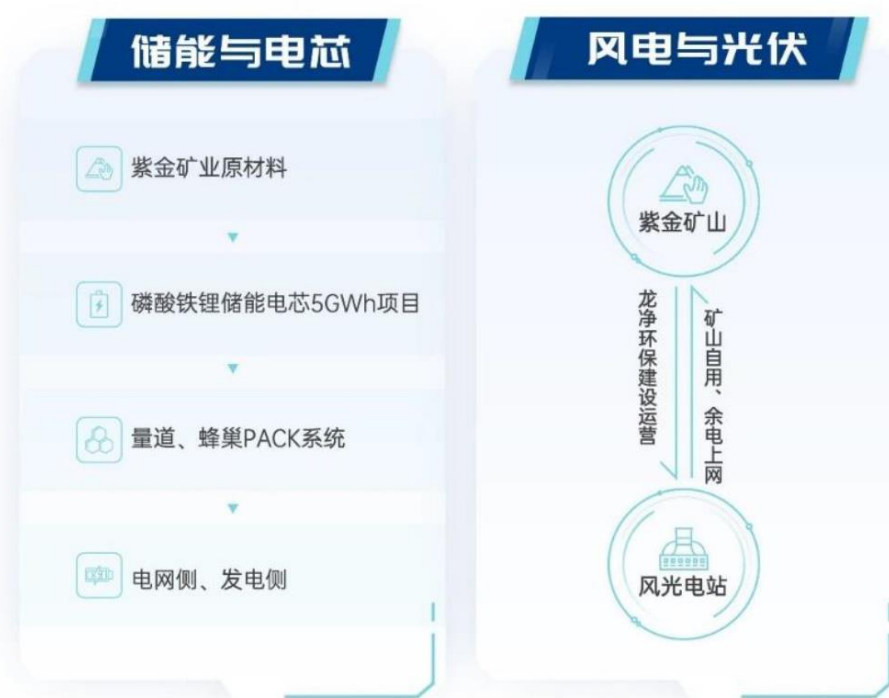 储能与电芯
紫金矿业原材料
磷酸铁锂储能电芯5GWh项目
量道、蜂巢PACK系统
电网侧、发电侧
风电与光伏
紫金矿山
龙净环保建设运营
矿山自用、余电上网
风光电站